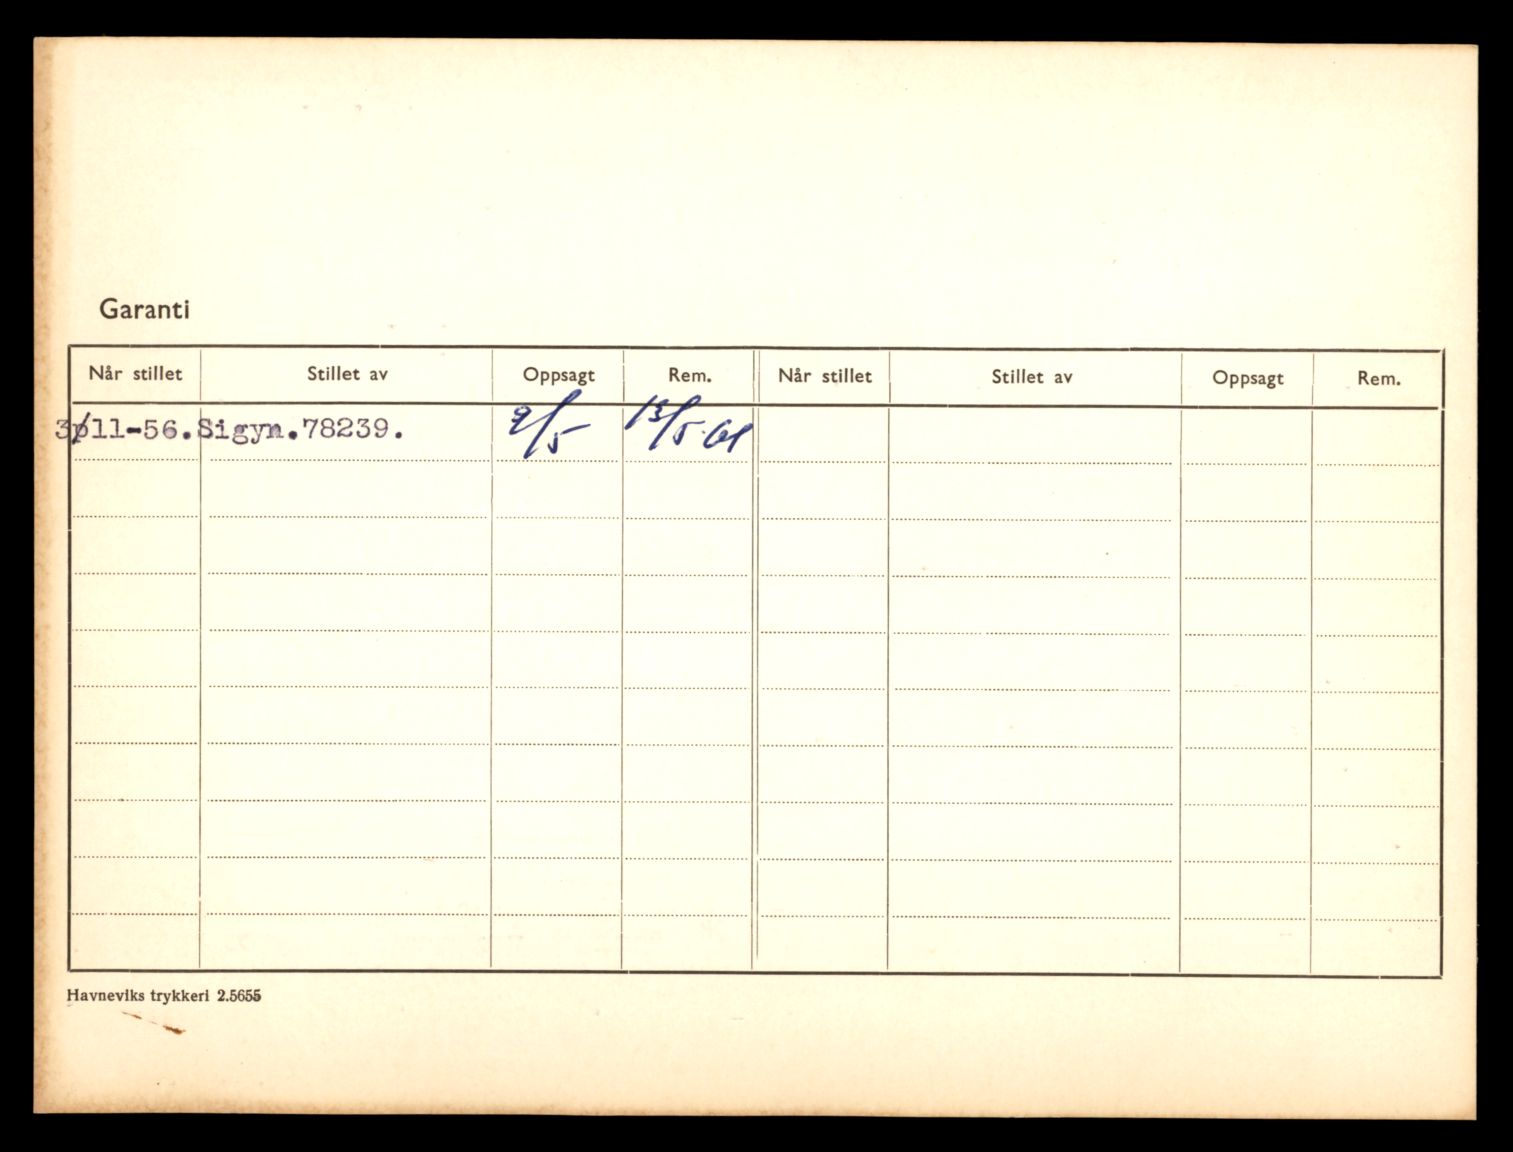 Garanti
Når stillet Stillet av Oppsagt Rem. Når stillet Stillet av Oppsagt Rem.
3/11-56. Sigyn. 78239. 9/5 13/5-61
Havneviks trykkeri 2.5655